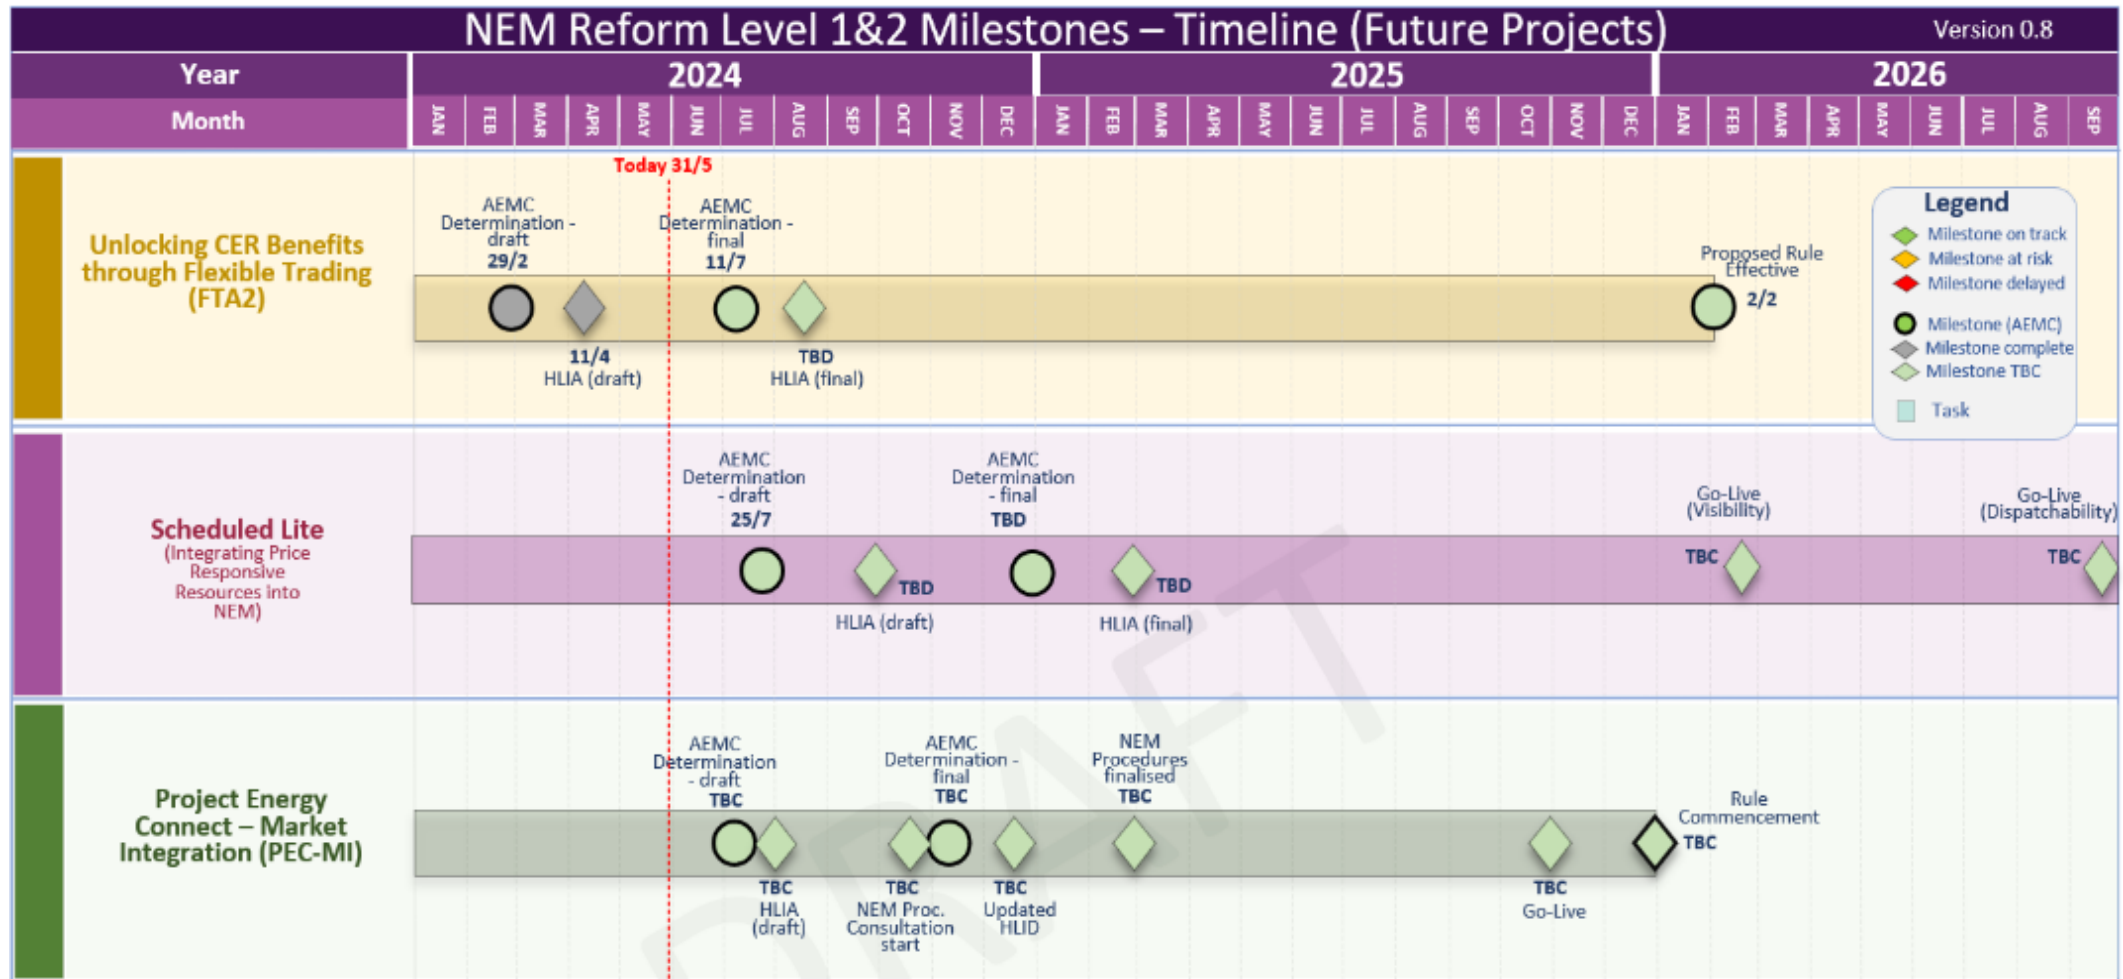 NEM Reform Level 1&2 Milestones – Timeline (Future Projects)
Version 0.8
Year
2024
2025
2026
Month
JAN FEB MAR APR MAY JUN JUL AUG SEP OCT NOV DEC JAN FEB MAR APR MAY JUN JUL AUG SEP OCT NOV DEC JAN FEB MAR APR MAY JUN JUL AUG SEP
Today 31/5
Unlocking CER Benefits
through Flexible Trading
(FTA2)
AEMC
Determination -
draft
29/2
11/4
HLIA (draft)
AEMC
Determination -
final
11/7
TBD
HLIA (final)
Proposed Rule
Effective
2/2
Legend
Milestone on track
Milestone at risk
Milestone delayed
Milestone (AEMC)
Milestone complete
Milestone TBC
Task
Scheduled Lite
(Integrating Price
Responsive
Resources into
NEM)
AEMC
Determination
- draft
25/7
TBD
HLIA (draft)
AEMC
Determination
- final
TBD
TBD
HLIA (final)
Go-Live
(Visibility)
TBC
Go-Live
(Dispatchability)
TBC
Project Energy
Connect – Market
Integration (PEC-MI)
AEMC
Determination
- draft
TBC
TBC
HLIA
(draft)
TBC
NEM Proc.
Consultation
start
AEMC
Determination -
final
TBC
TBC
Updated
HLID
NEM
Procedures
finalised
TBC
TBC
Go-Live
Rule
Commencement
TBC
DRAFT